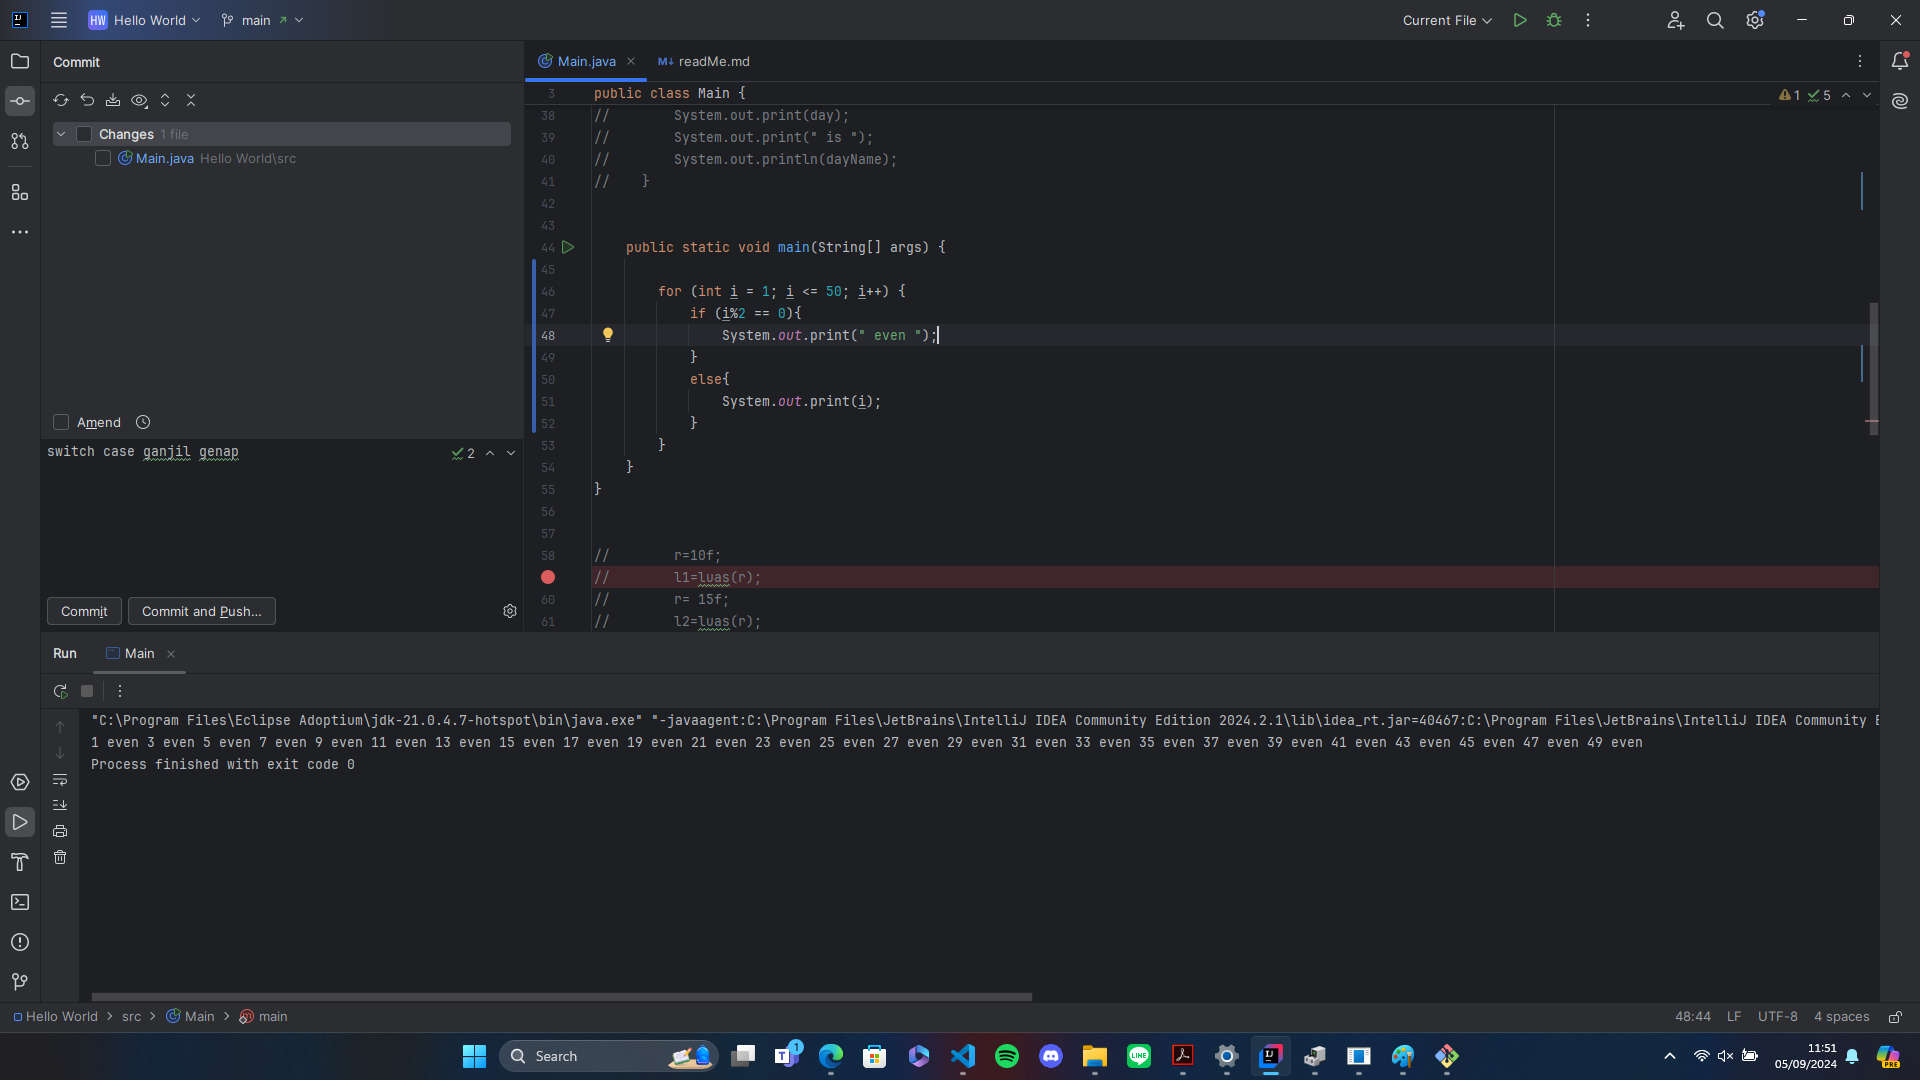 HW Hello World main Current File
Commit
Main.java readMe.md
Changes 1 file
Main.java Hello World\src
3 public class Main { 1 5
38 // System.out.print(day);
39 // System.out.print(" is ");
40 // System.out.println(dayName);
41 // }
42
43
44 public static void main(String[] args) {
45
46 for (int i = 1; i <= 50; i++) {
47 if (i%2 == 0){
48 System.out.print(" even ");
49 }
50 else{
51 System.out.print(i);
52 }
53 }
54 }
55 }
56
57
58 // r=10f;
// l1=luas(r);
60 // r= 15f;
61 // l2=luas(r);
Amend
switch case ganjil genap 2
Commit Commit and Push...
Run Main
"C:\Program Files\Eclipse Adoptium\jdk-21.0.4.7-hotspot\bin\java.exe" "-javaagent:C:\Program Files\JetBrains\IntelliJ IDEA Community Edition 2024.2.1\lib\idea_rt.jar=40467:C:\Program Files\JetBrains\IntelliJ IDEA Community E
1 even 3 even 5 even 7 even 9 even 11 even 13 even 15 even 17 even 19 even 21 even 23 even 25 even 27 even 29 even 31 even 33 even 35 even 37 even 39 even 41 even 43 even 45 even 47 even 49 even
Process finished with exit code 0
Hello World > src > Main > main 48:44 LF UTF-8 4 spaces
Search 1 LINE 11:51
05/09/2024 PRE